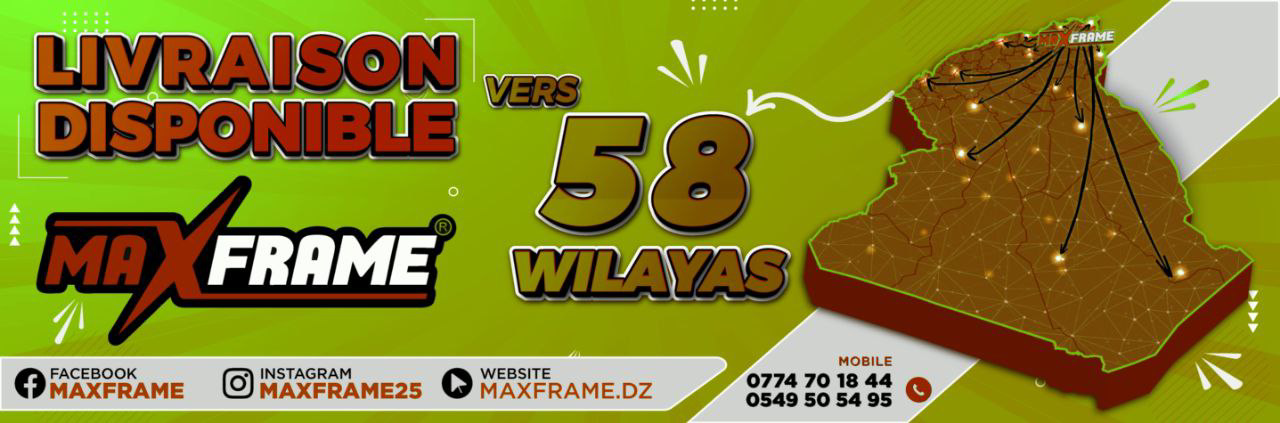 LIVRAISON
DISPONIBLE
VERS
58
WILAYAS
MAXFRAME®
MAXFRAME
FACEBOOK
MAXFRAME
INSTAGRAM
MAXFRAME25
WEBSITE
MAXFRAME.DZ
MOBILE
0774 70 18 44
0549 50 54 95